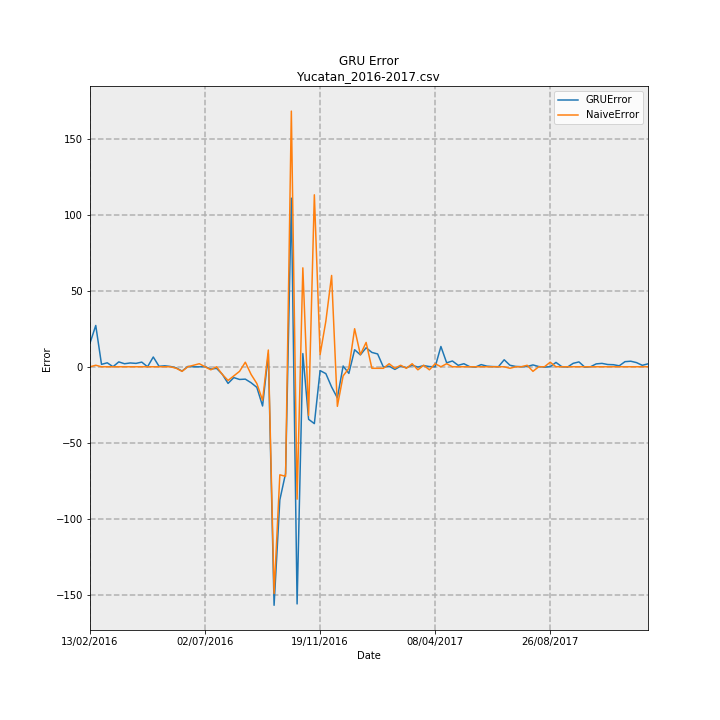 GRU Error
Yucatan_2016-2017.csv
GRUError
NaiveError
150
100
50
0
−50
−100
−150
Error
13/02/2016
02/07/2016
19/11/2016
08/04/2017
26/08/2017
Date